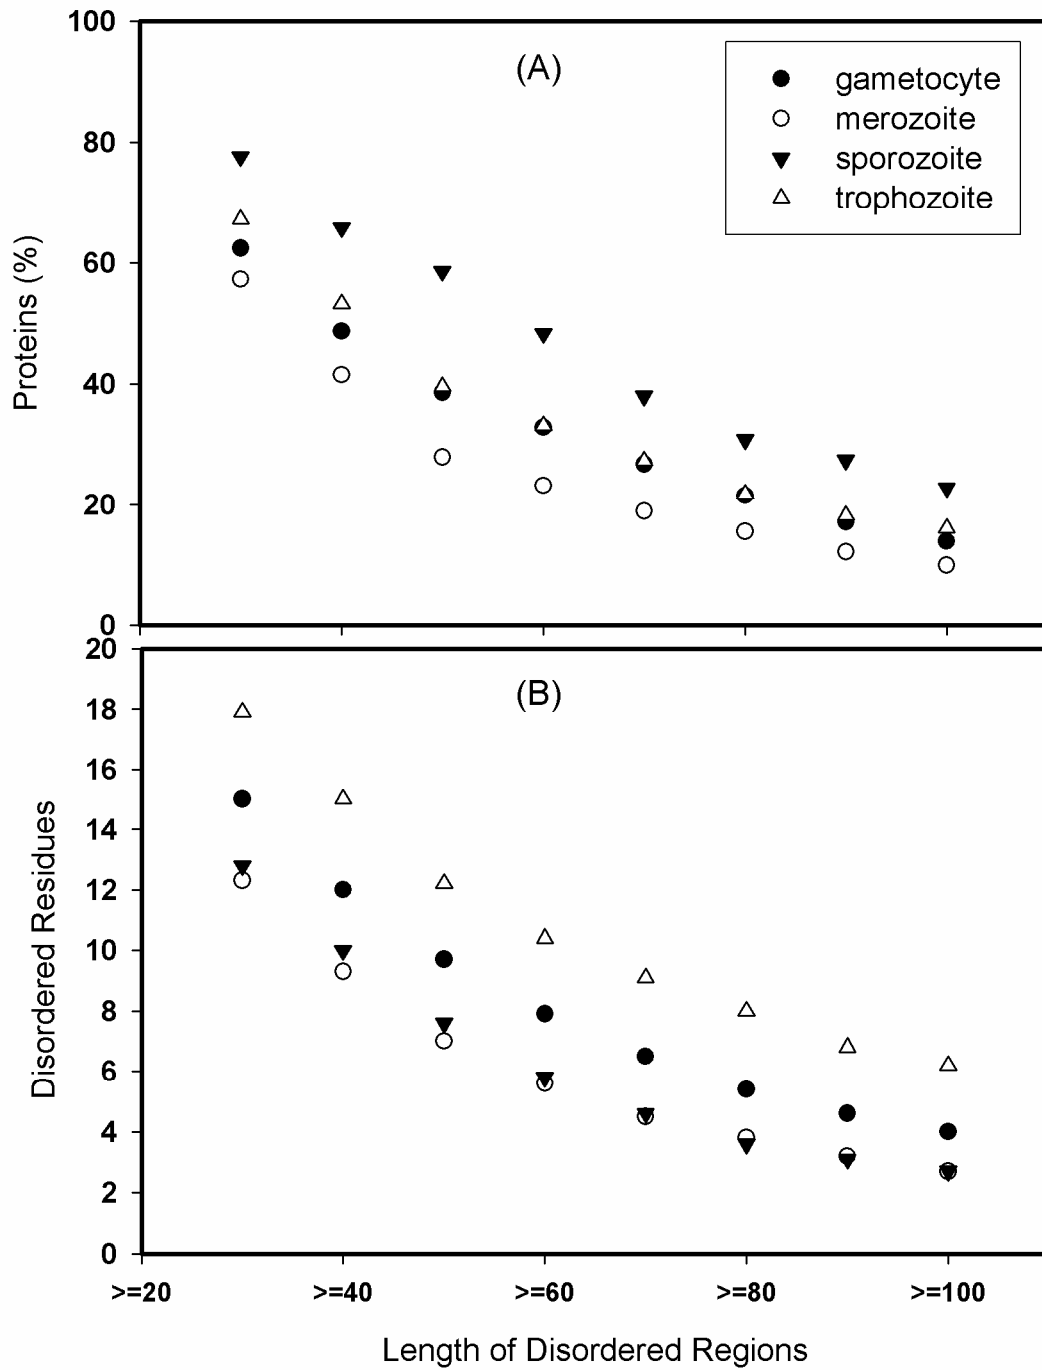 100
(A)
gametocyte
merozoite
sporozoite
trophozoite
80
60
40
20
0
Proteins (%)
20
(B)
18
16
14
12
10
8
6
4
2
0
Disordered Residues
>=20 >=40 >=60 >=80 >=100
Length of Disordered Regions